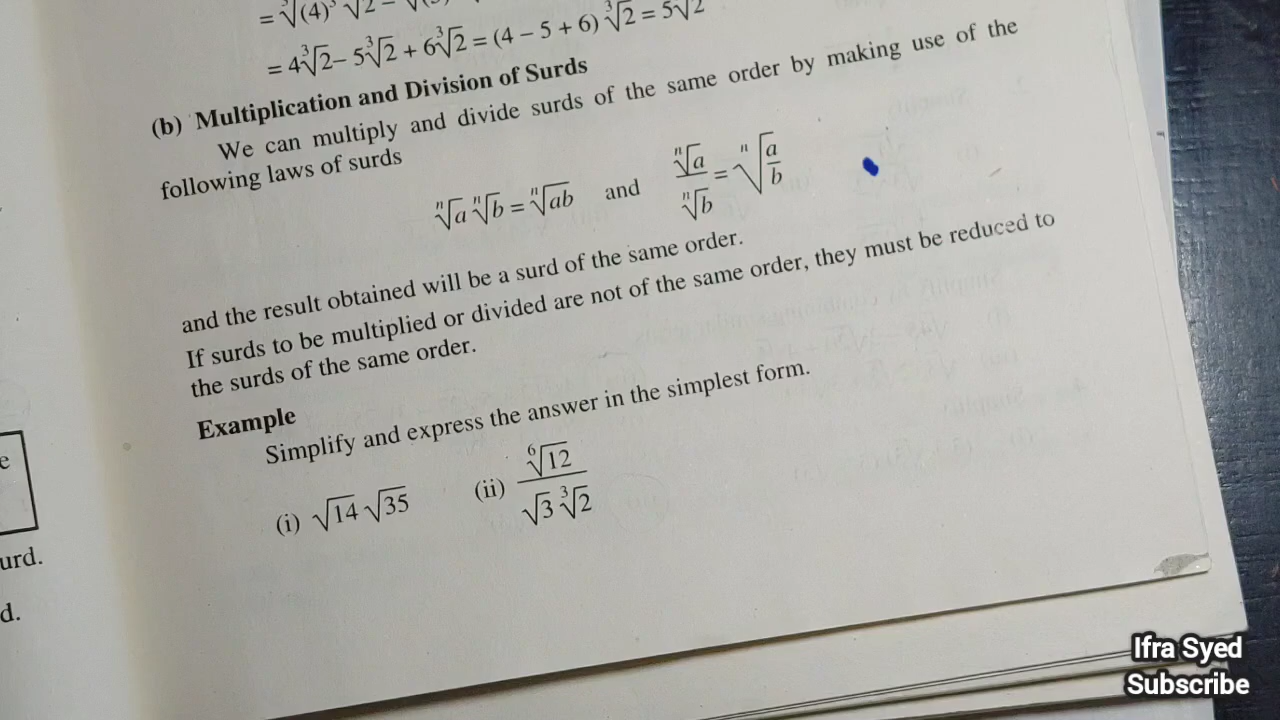 = ∛(4)³ √2 –
= 4∛2 – 5∛2 + 6∛2 = (4 – 5 + 6) ∛2 = 5∛2
(b) Multiplication and Division of Surds
We can multiply and divide surds of the same order by making use of the
following laws of surds
ⁿ√a ⁿ√b = ⁿ√ab and ⁿ√a / ⁿ√b = ⁿ√(a/b)
and the result obtained will be a surd of the same order.
If surds to be multiplied or divided are not of the same order, they must be reduced to
the surds of the same order.
Example
Simplify and express the answer in the simplest form.
(i) √14 √35 (ii) ⁶√12 / √3 ∛2
e
urd.
d.
Ifra Syed
Subscribe